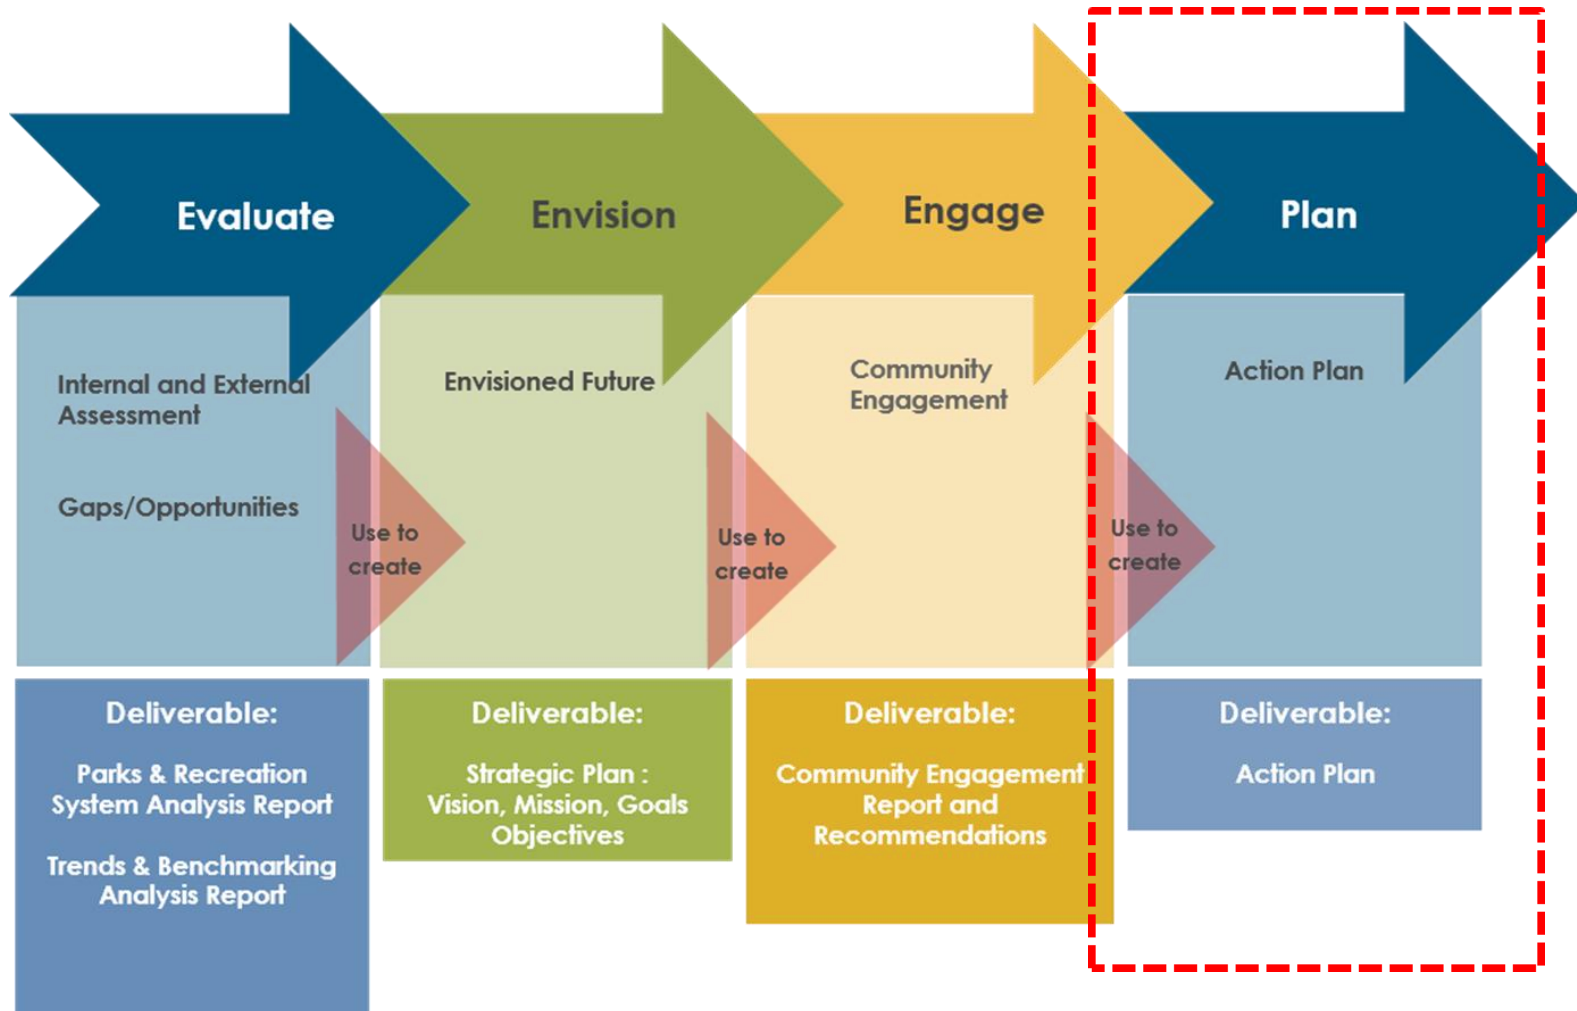 Evaluate
Envision
Engage
Plan
Internal and External
Assessment
Gaps/Opportunities
Use to
create
Envisioned Future
Use to
create
Community
Engagement
Use to
create
Action Plan
Deliverable:
Parks & Recreation
System Analysis Report
Trends & Benchmarking
Analysis Report
Deliverable:
Strategic Plan :
Vision, Mission, Goals
Objectives
Deliverable:
Community Engagement
Report and
Recommendations
Deliverable:
Action Plan